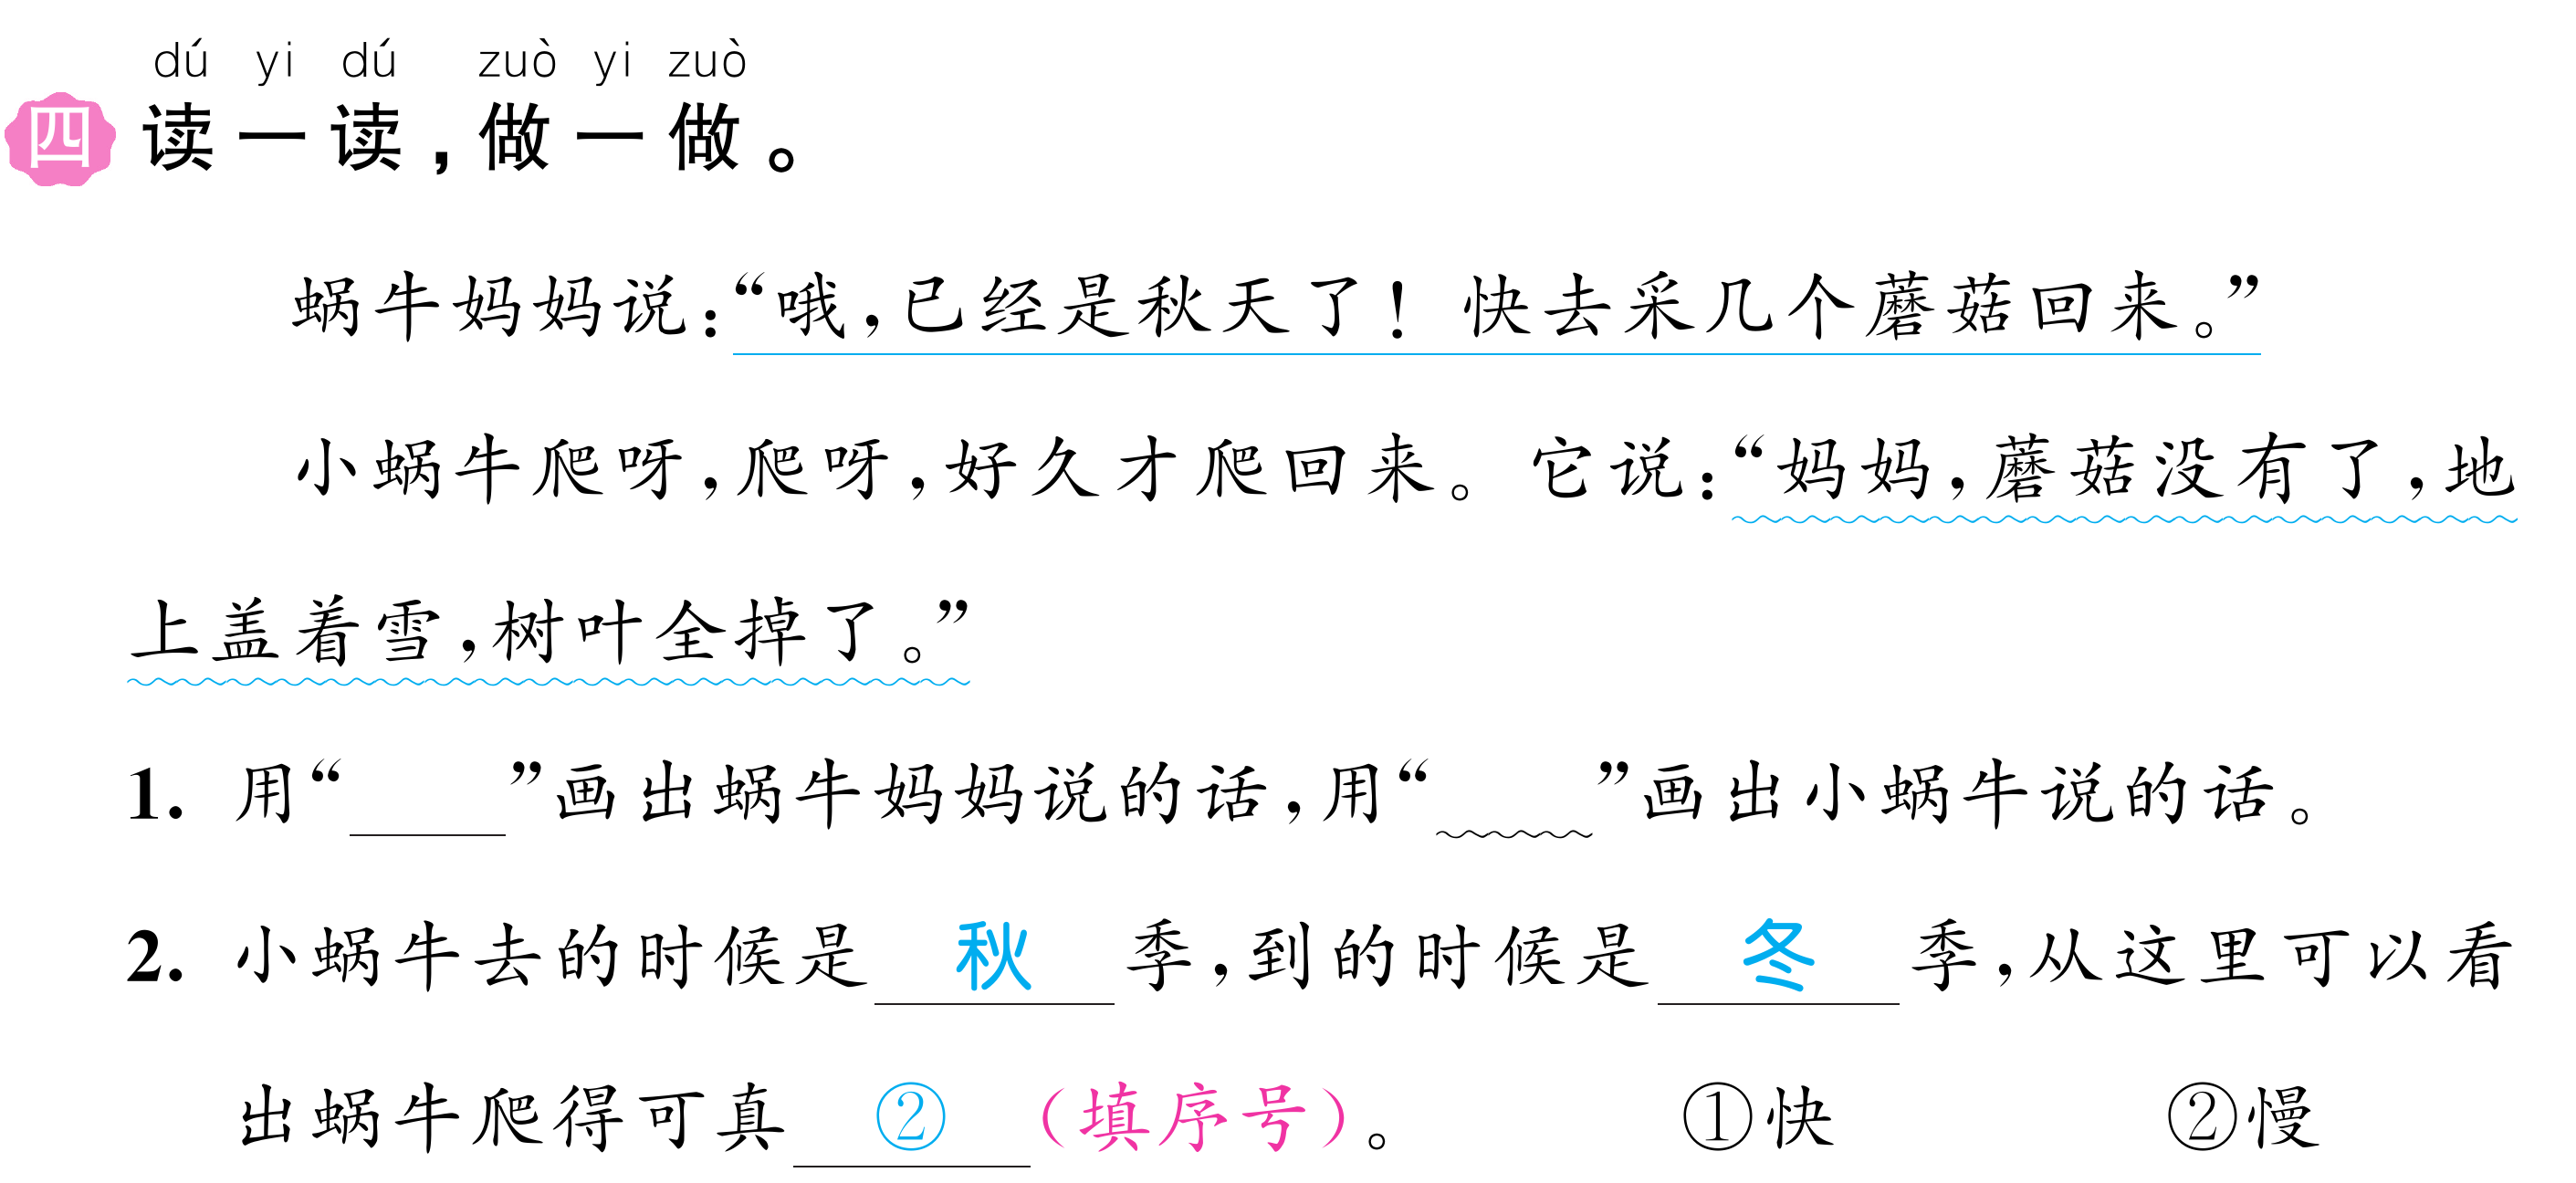 dú yi dú zuò yi zuò
四 读一读,做一做。
蜗牛妈妈说:“哦,已经是秋天了!快去采几个蘑菇回来。”
小蜗牛爬呀,爬呀,好久才爬回来。它说:“妈妈,蘑菇没有了,地
上盖着雪,树叶全掉了。”
1. 用“____”画出蜗牛妈妈说的话,用“﹏﹏”画出小蜗牛说的话。
2. 小蜗牛去的时候是 秋 季,到的时候是 冬 季,从这里可以看
出蜗牛爬得可真 ② (填序号)。 ①快 ②慢